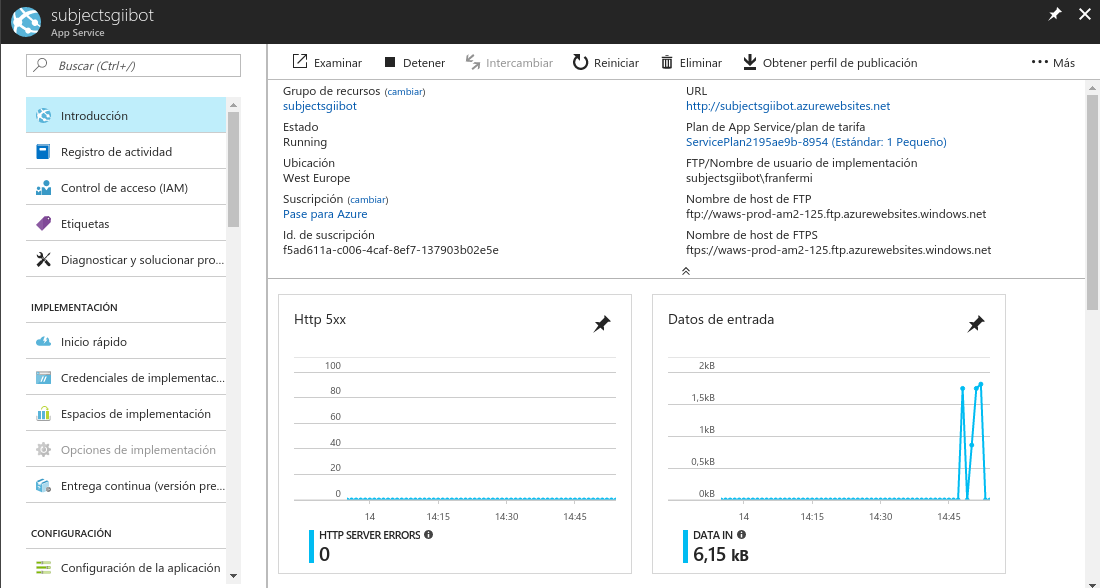 subjectsgiibot
App Service
Buscar (Ctrl+/)
Introducción
Registro de actividad
Control de acceso (IAM)
Etiquetas
Diagnosticar y solucionar pro...
IMPLEMENTACIÓN
Inicio rápido
Credenciales de implementac...
Espacios de implementación
Opciones de implementación
Entrega continua (versión pre...
CONFIGURACIÓN
Configuración de la aplicación
Examinar
Detener
Intercambiar
Reiniciar
Eliminar
Obtener perfil de publicación
Más
Grupo de recursos (cambiar)
subjectsgiibot
Estado
Running
Ubicación
West Europe
Suscripción (cambiar)
Pase para Azure
Id. de suscripción
f5ad611a-c006-4caf-8ef7-137903b02e5e
URL
http://subjectsgiibot.azurewebsites.net
Plan de App Service/plan de tarifa
ServicePlan2195ae9b-8954 (Estándar: 1 Pequeño)
FTP/Nombre de usuario de implementación
subjectsgiibot\franfermi
Nombre de host de FTP
ftp://waws-prod-am2-125.ftp.azurewebsites.windows.net
Nombre de host de FTPS
ftps://waws-prod-am2-125.ftp.azurewebsites.windows.net
Http 5xx
100
80
60
40
20
0
14
14:15
14:30
14:45
HTTP SERVER ERRORS
0
Datos de entrada
2kB
1,5kB
1kB
0,5kB
0kB
14
14:15
14:30
14:45
DATA IN
6,15 kB